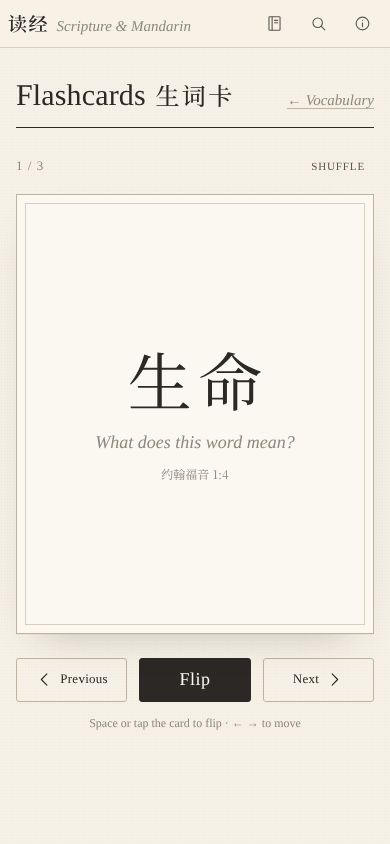 读经 Scripture & Mandarin
Flashcards 生词卡
← Vocabulary
1 / 3
SHUFFLE
生命
What does this word mean?
约翰福音 1:4
Previous
Flip
Next
Space or tap the card to flip · ← → to move